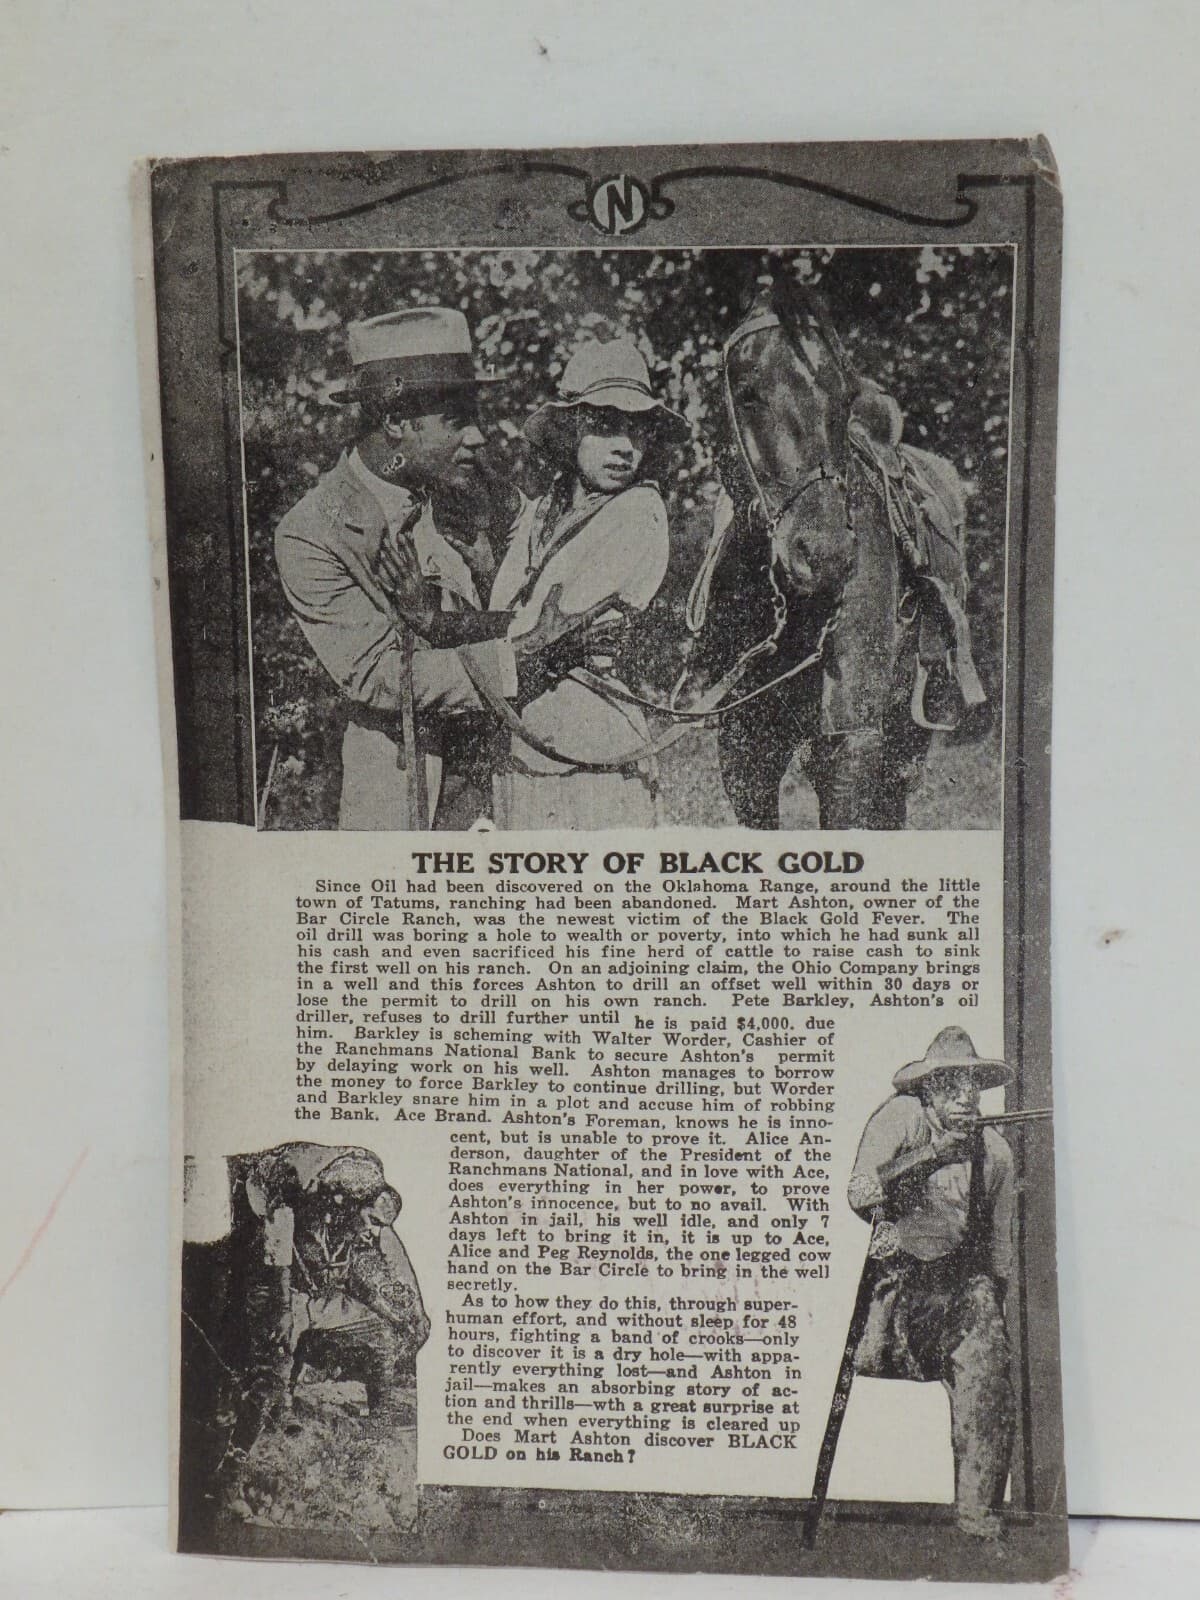 N
THE STORY OF BLACK GOLD
Since Oil had been discovered on the Oklahoma Range, around the little
town of Tatums, ranching had been abandoned. Mart Ashton, owner of the
Bar Circle Ranch, was the newest victim of the Black Gold Fever. The
oil drill was boring a hole to wealth or poverty, into which he had sunk all
his cash and even sacrificed his fine herd of cattle to raise cash to sink
the first well on his ranch. On an adjoining claim, the Ohio Company brings
in a well and this forces Ashton to drill an offset well within 30 days or
lose the permit to drill on his own ranch. Pete Barkley, Ashton's oil
driller, refuses to drill further until he is paid $4,000. due
him. Barkley is scheming with Walter Worder, Cashier of
the Ranchmans National Bank to secure Ashton's permit
by delaying work on his well. Ashton manages to borrow
the money to force Barkley to continue drilling, but Worder
and Barkley snare him in a plot and accuse him of robbing
the Bank. Ace Brand. Ashton's Foreman, knows he is inno-
cent, but is unable to prove it. Alice An-
derson, daughter of the President of the
Ranchmans National, and in love with Ace,
does everything in her power, to prove
Ashton's innocence, but to no avail. With
Ashton in jail, his well idle, and only 7
days left to bring it in, it is up to Ace,
Alice and Peg Reynolds, the one legged cow
hand on the Bar Circle to bring in the well
secretly.
As to how they do this, through super-
human effort, and without sleep for 48
hours, fighting a band of crooks—only
to discover it is a dry hole—with appa-
rently everything lost—and Ashton in
jail—makes an absorbing story of ac-
tion and thrills—wth a great surprise at
the end when everything is cleared up
Does Mart Ashton discover BLACK
GOLD on his Ranch?